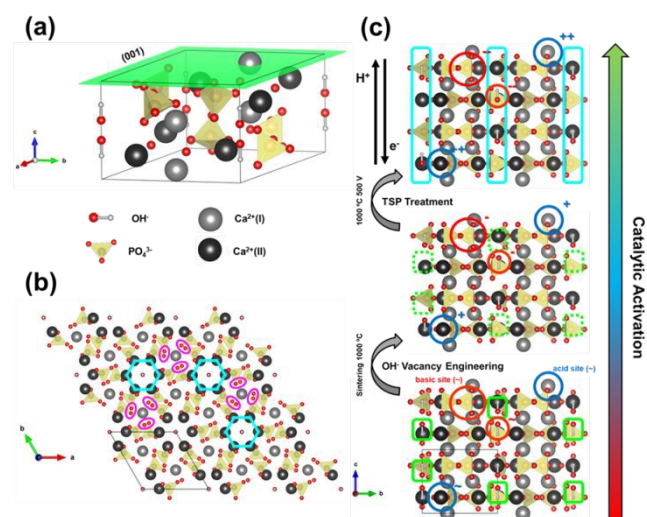 (a)
(001)
c
a
b
OH⁻
Ca²⁺(I)
PO₄³⁻
Ca²⁺(II)
(b)
b
a
(c)
++
-
--
H⁺
e⁻
++
1000 °C 500 V
TSP Treatment
-
+
+
Sintering 1000 °C
OH⁻ Vacancy Engineering
basic site (~)
acid site (~)
~
c
b
a
Catalytic Activation